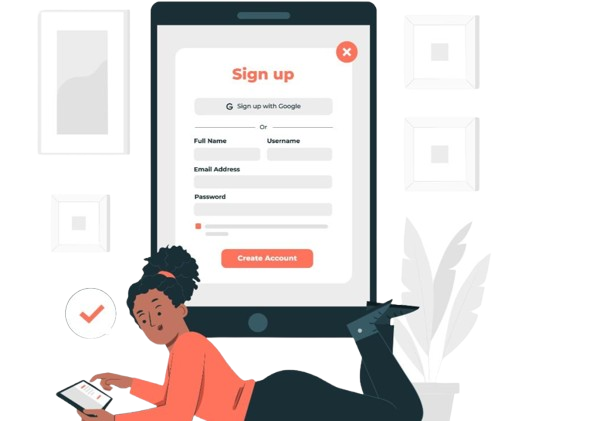 Sign up
G Sign up with Google
Or
Full Name Username
Email Address
Password
Create Account